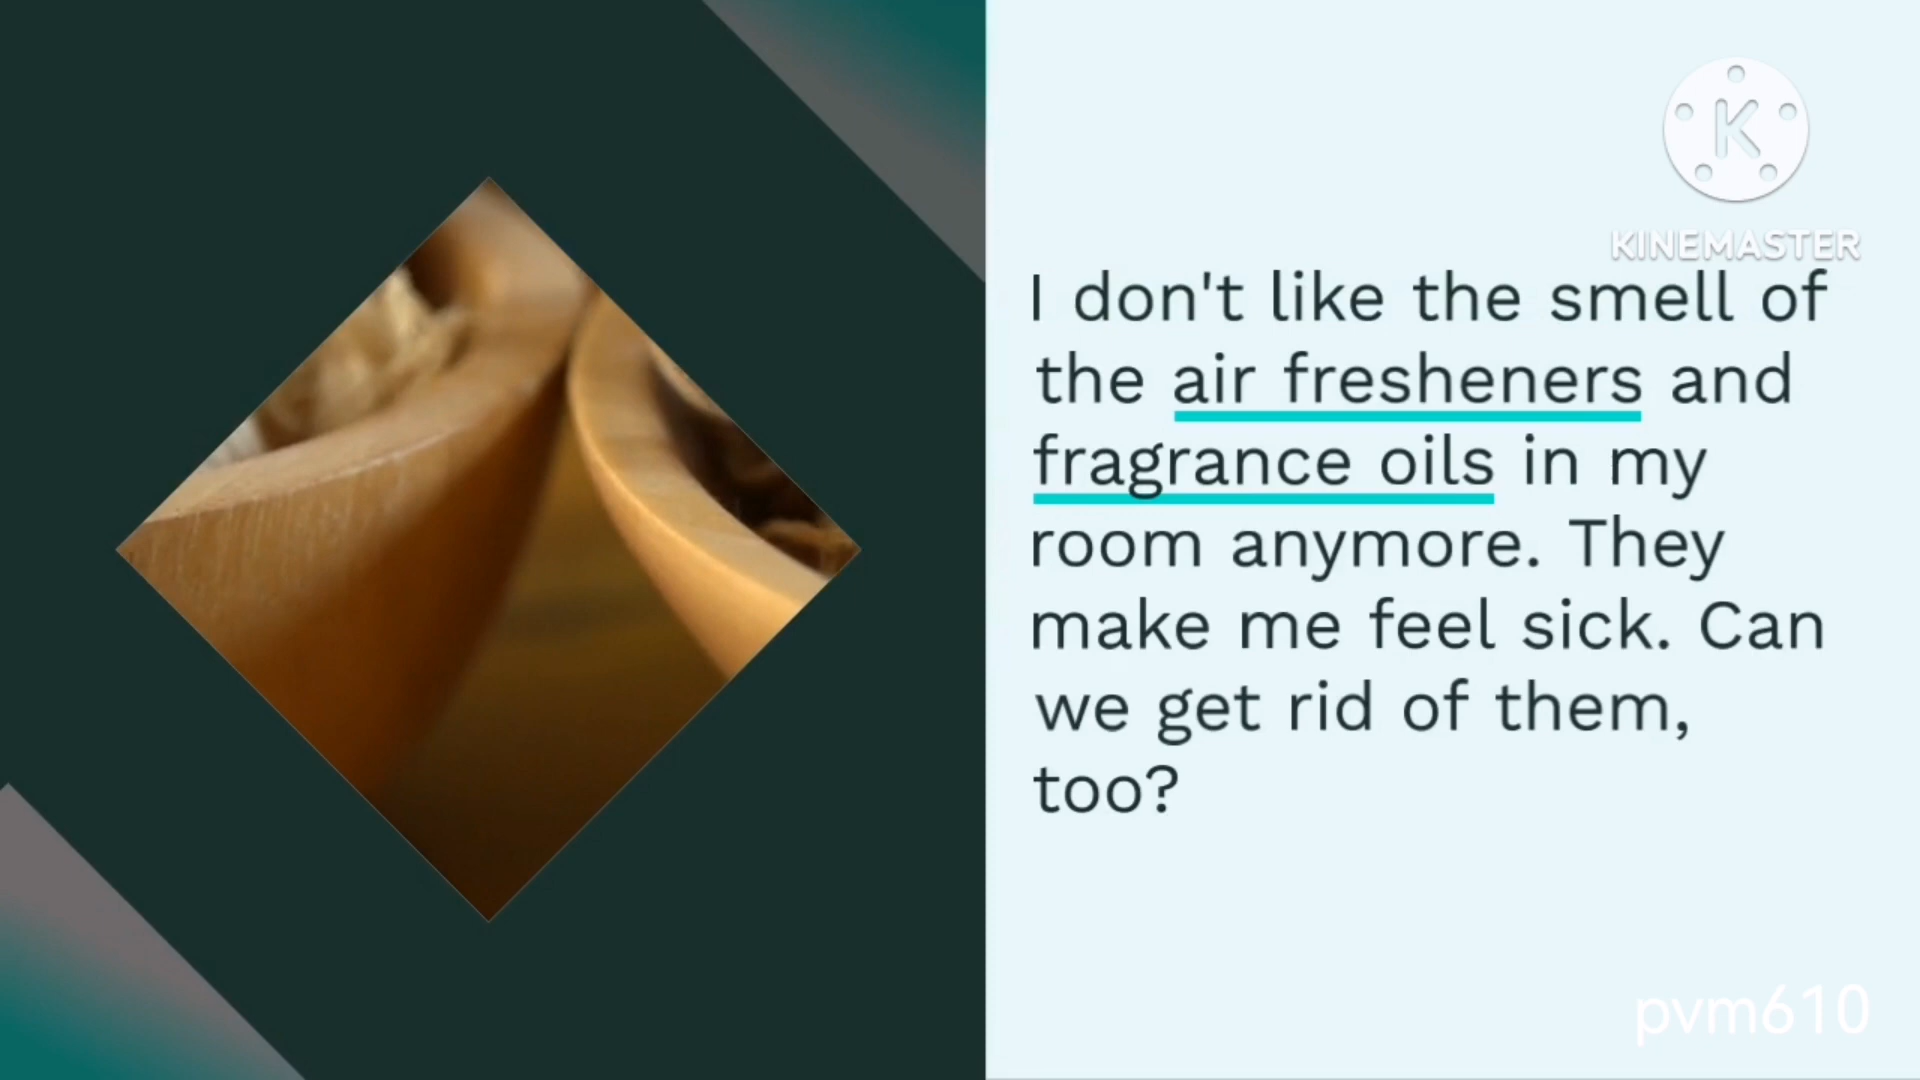 K
KINEMASTER
I don't like the smell of
the air fresheners and
fragrance oils in my
room anymore. They
make me feel sick. Can
we get rid of them,
too?
pvm610